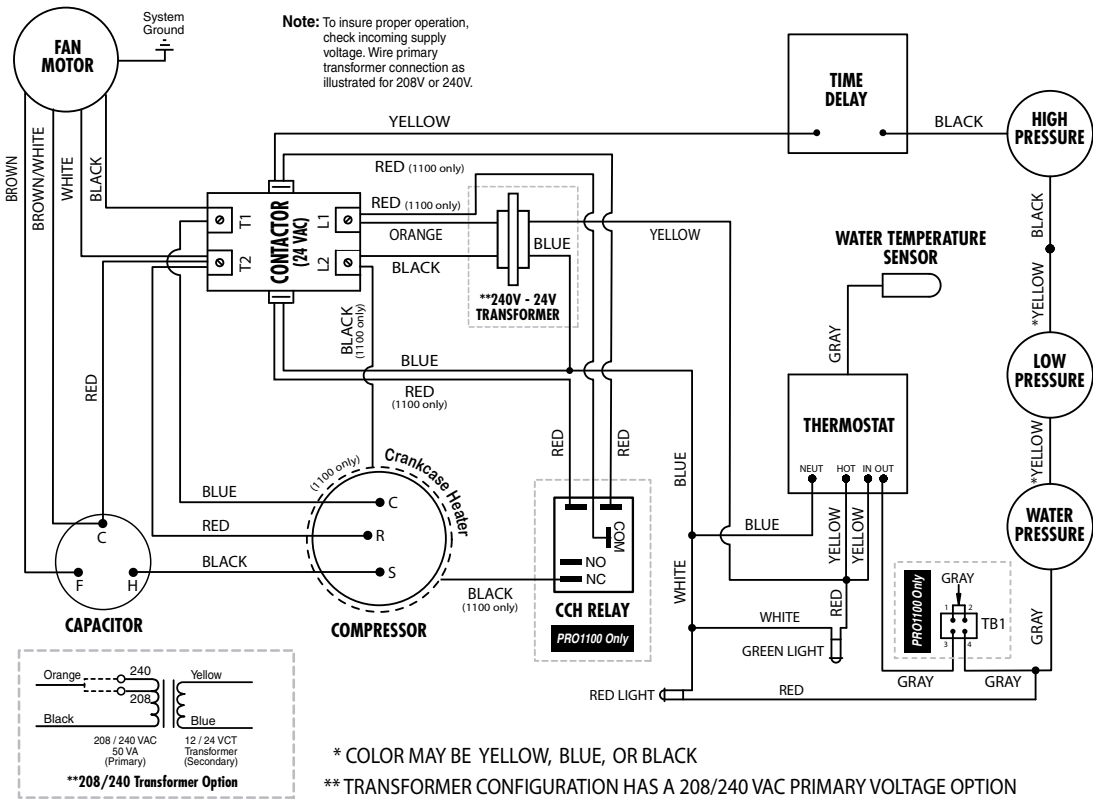 System
Ground
FAN
MOTOR
Note: To insure proper operation,
check incoming supply
voltage. Wire primary
transformer connection as
illustrated for 208V or 240V.
TIME
DELAY
HIGH
PRESSURE
YELLOW
BLACK
BROWN
BROWN/WHITE
WHITE
BLACK
RED (1100 only)
RED (1100 only)
T1
T2
CONTACTOR
(24 VAC)
L1
L2
ORANGE
BLACK
BLUE
YELLOW
**240V - 24V
TRANSFORMER
BLACK
(1100 only)
WATER TEMPERATURE
SENSOR
BLACK
*YELLOW
GRAY
LOW
PRESSURE
BLUE
RED
(1100 only)
RED
THERMOSTAT
NEUT
HOT
IN
OUT
*YELLOW
WATER
PRESSURE
RED
RED
BLUE
(1100 only)
Crankcase Heater
BLUE
RED
BLACK
C
R
S
C
F
H
CAPACITOR
COMPRESSOR
BLACK
(1100 only)
COM
NO
NC
CCH RELAY
PRO1100 Only
BLUE
YELLOW
YELLOW
WHITE
WHITE
RED
GREEN LIGHT
PRO1100 Only
GRAY
1
2
3
4
TB1
GRAY
GRAY
GRAY
RED LIGHT
RED
Orange
240
208
Black
Yellow
Blue
208 / 240 VAC
50 VA
(Primary)
12 / 24 VCT
Transformer
(Secondary)
**208/240 Transformer Option
* COLOR MAY BE YELLOW, BLUE, OR BLACK
** TRANSFORMER CONFIGURATION HAS A 208/240 VAC PRIMARY VOLTAGE OPTION